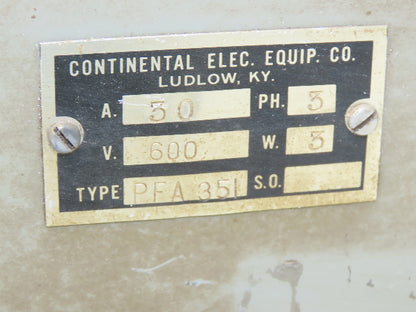 CONTINENTAL ELEC. EQUIP. CO.
LUDLOW, KY.
A. 30 PH. 3
V. 600 W. 3
TYPE PFA 351 S.O.